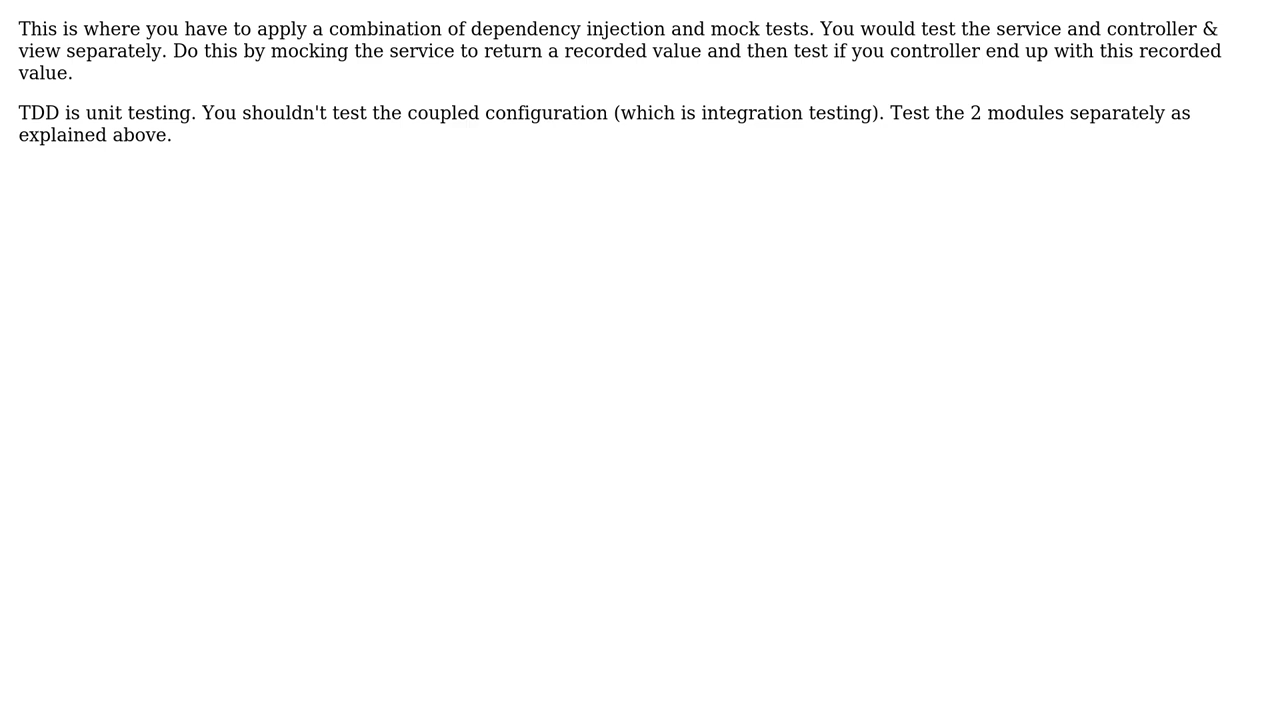 This is where you have to apply a combination of dependency injection and mock tests. You would test the service and controller &
view separately. Do this by mocking the service to return a recorded value and then test if you controller end up with this recorded
value.
TDD is unit testing. You shouldn't test the coupled configuration (which is integration testing). Test the 2 modules separately as
explained above.